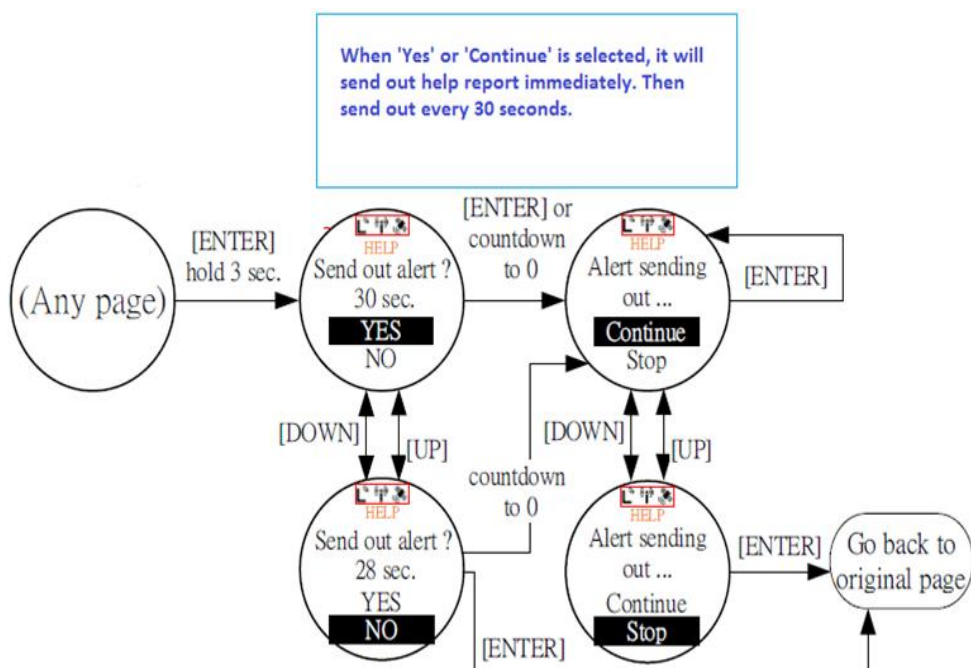 When 'Yes' or 'Continue' is selected, it will
send out help report immediately. Then
send out every 30 seconds.
(Any page)
[ENTER]
hold 3 sec.
HELP
Send out alert ?
30 sec.
YES
NO
[ENTER] or
countdown
to 0
HELP
Alert sending
out ...
Continue
Stop
[ENTER]
[DOWN]
[UP]
countdown
to 0
[DOWN]
[UP]
HELP
Send out alert ?
28 sec.
YES
NO
[ENTER]
HELP
Alert sending
out ...
Continue
Stop
[ENTER]
Go back to
original page